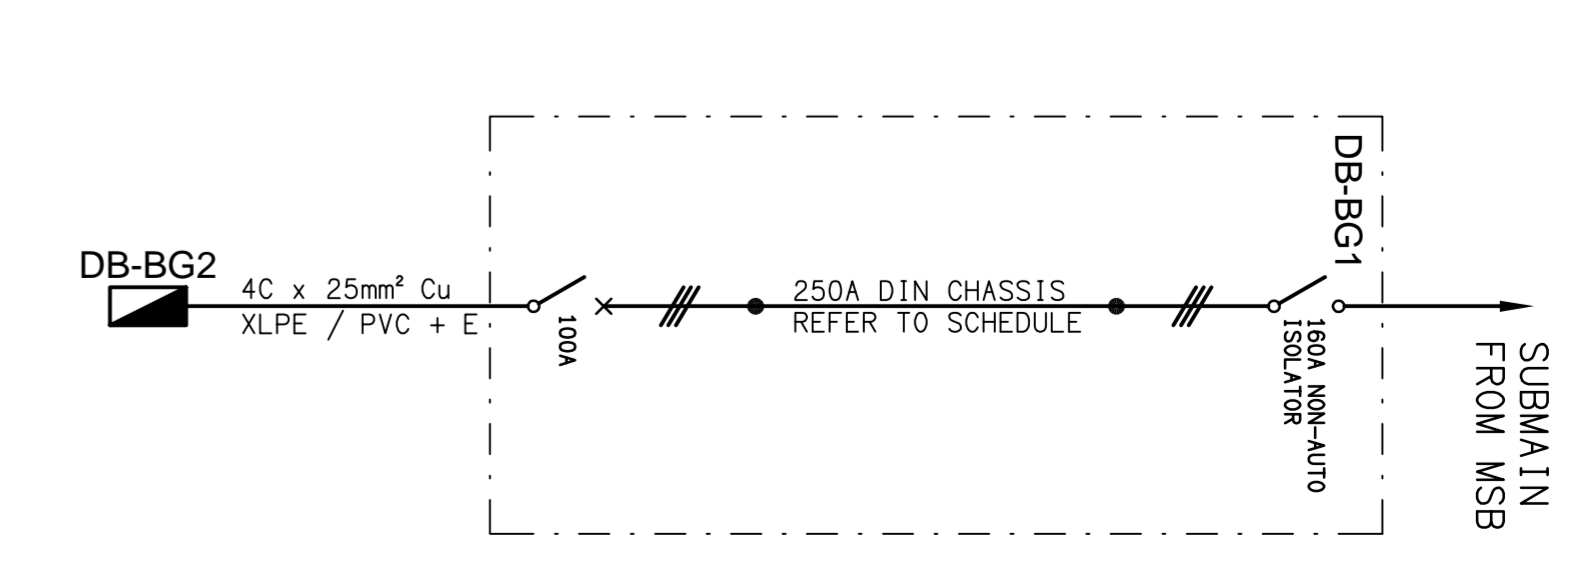 DB-BG2
4C x 25mm² Cu
XLPE / PVC + E
100A
250A DIN CHASSIS
REFER TO SCHEDULE
DB-BG1
160A NON-AUTO
ISOLATOR
SUBMAIN
FROM MSB